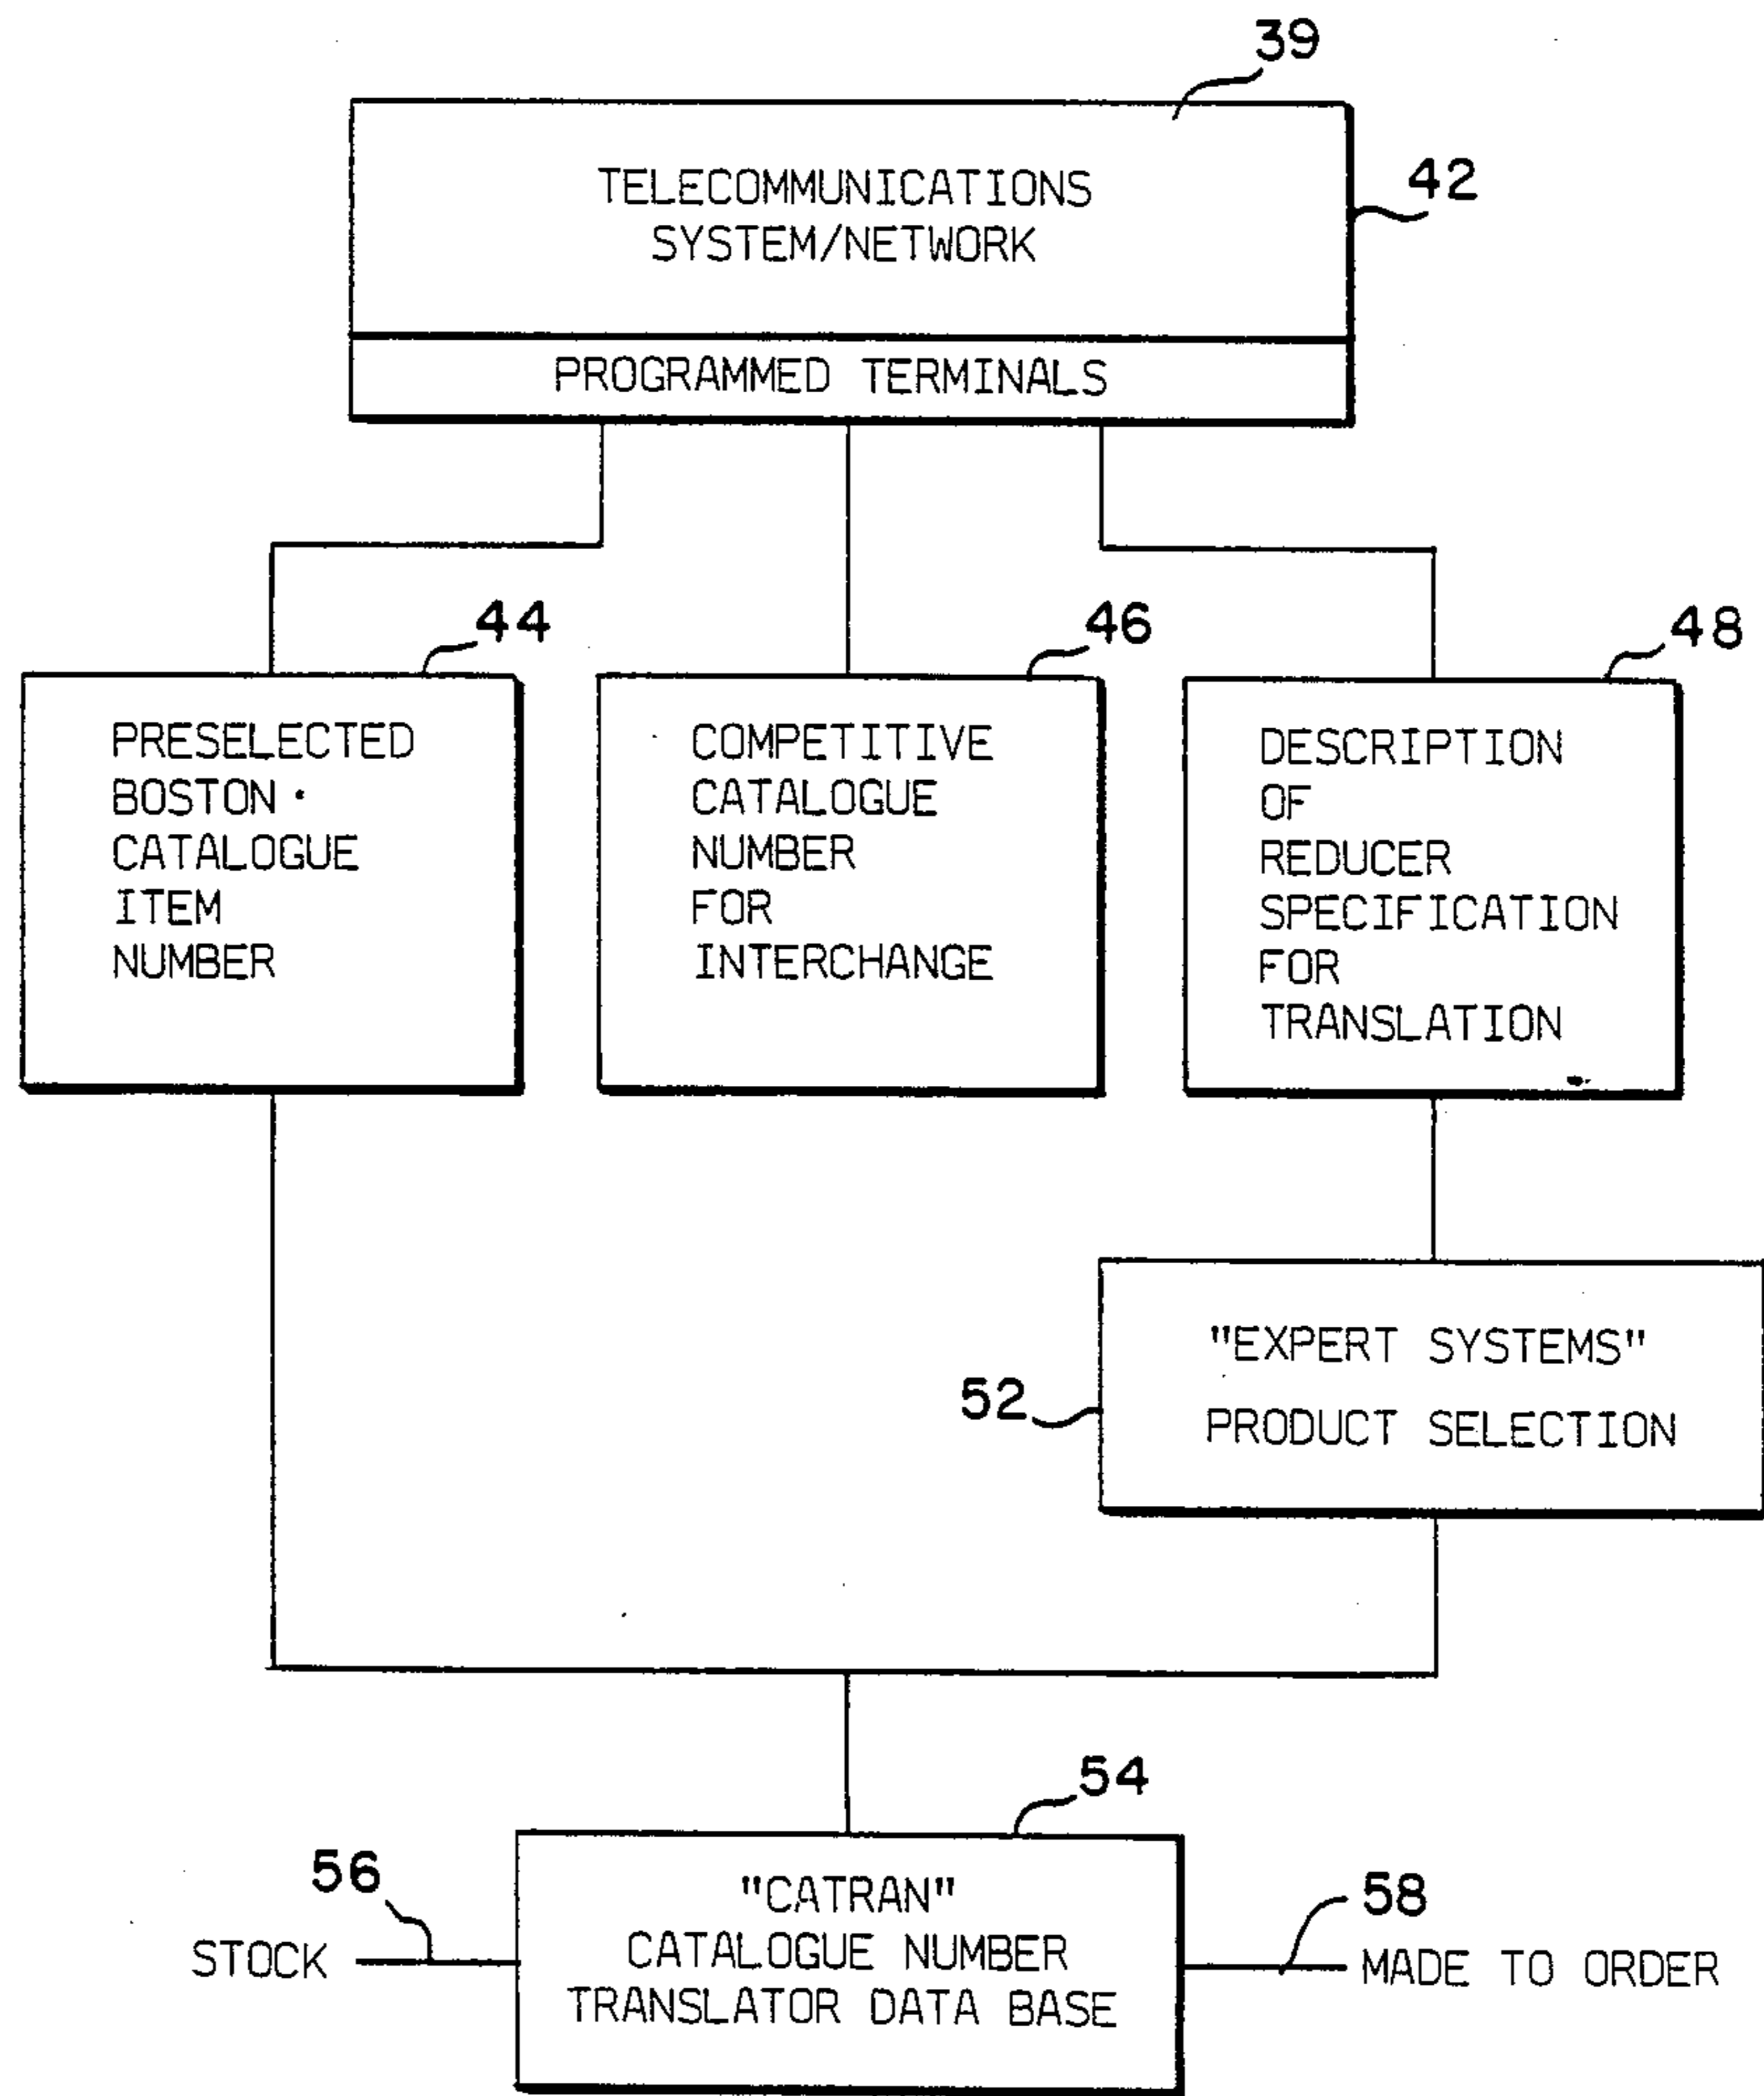 39
TELECOMMUNICATIONS
SYSTEM/NETWORK
42
PROGRAMMED TERMINALS
44
PRESELECTED
BOSTON
CATALOGUE
ITEM
NUMBER
46
COMPETITIVE
CATALOGUE
NUMBER
FOR
INTERCHANGE
48
DESCRIPTION
OF
REDUCER
SPECIFICATION
FOR
TRANSLATION
52
"EXPERT SYSTEMS"
PRODUCT SELECTION
54
"CATRAN"
CATALOGUE NUMBER
TRANSLATOR DATA BASE
56
STOCK
58
MADE TO ORDER